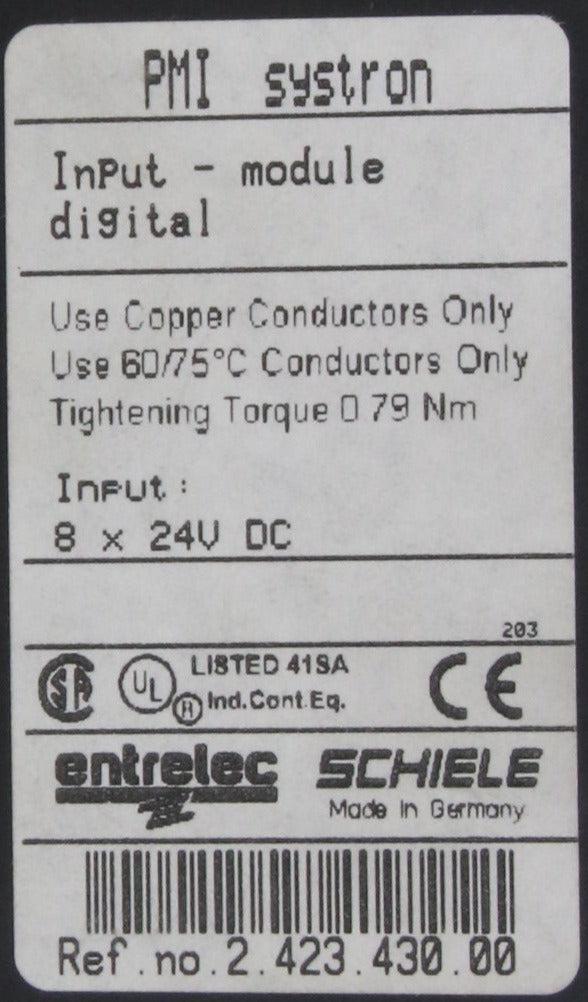 PMI systron
Input - module
digital
Use Copper Conductors Only
Use 60/75°C Conductors Only
Tightening Torque 0 79 Nm
Input:
8 x 24V DC
203
SA
UL
LISTED 41SA
H Ind.Cont.Eq.
CE
entrelec
SCHIELE
Made In Germany
Ref.no.2.423.430.00